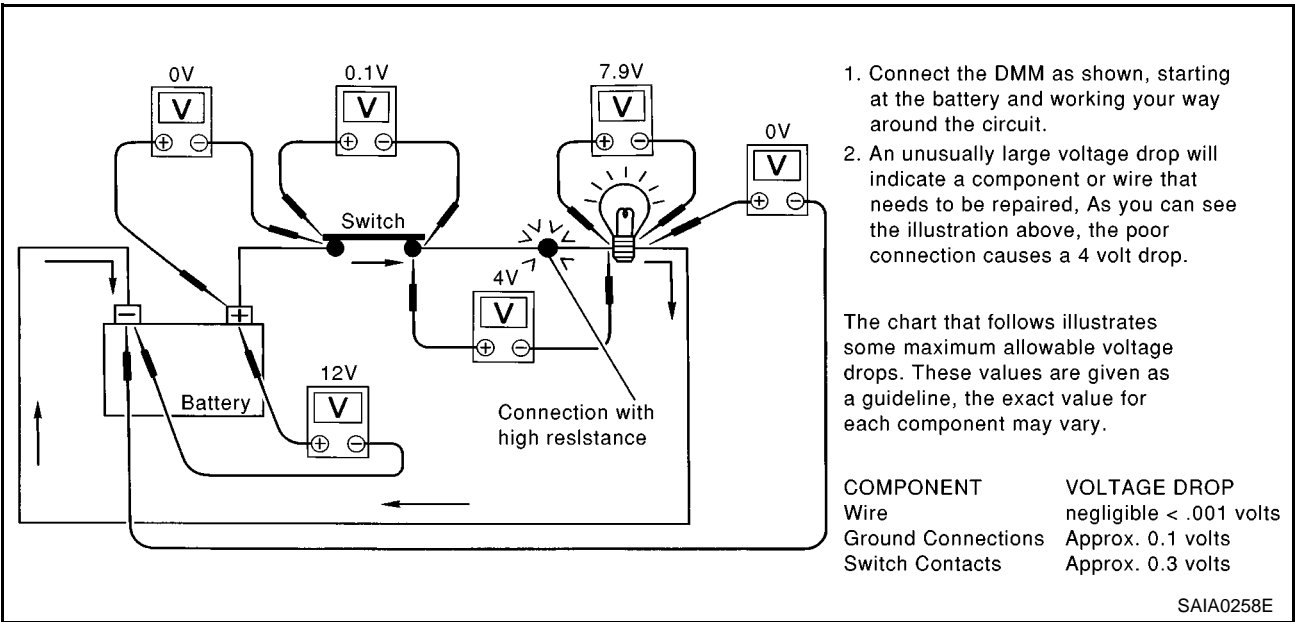 0V
0.1V
7.9V
0V
V
V
V
V
+ -
+ -
+ -
+ -
Switch
4V
V
+ -
- +
Battery
12V
V
+ -
Connection with
high reslstance
1. Connect the DMM as shown, starting
at the battery and working your way
around the circuit.
2. An unusually large voltage drop will
indicate a component or wire that
needs to be repaired, As you can see
the illustration above, the poor
connection causes a 4 volt drop.
The chart that follows illustrates
some maximum allowable voltage
drops. These values are given as
a guideline, the exact value for
each component may vary.
COMPONENT VOLTAGE DROP
Wire negligible < .001 volts
Ground Connections Approx. 0.1 volts
Switch Contacts Approx. 0.3 volts
SAIA0258E